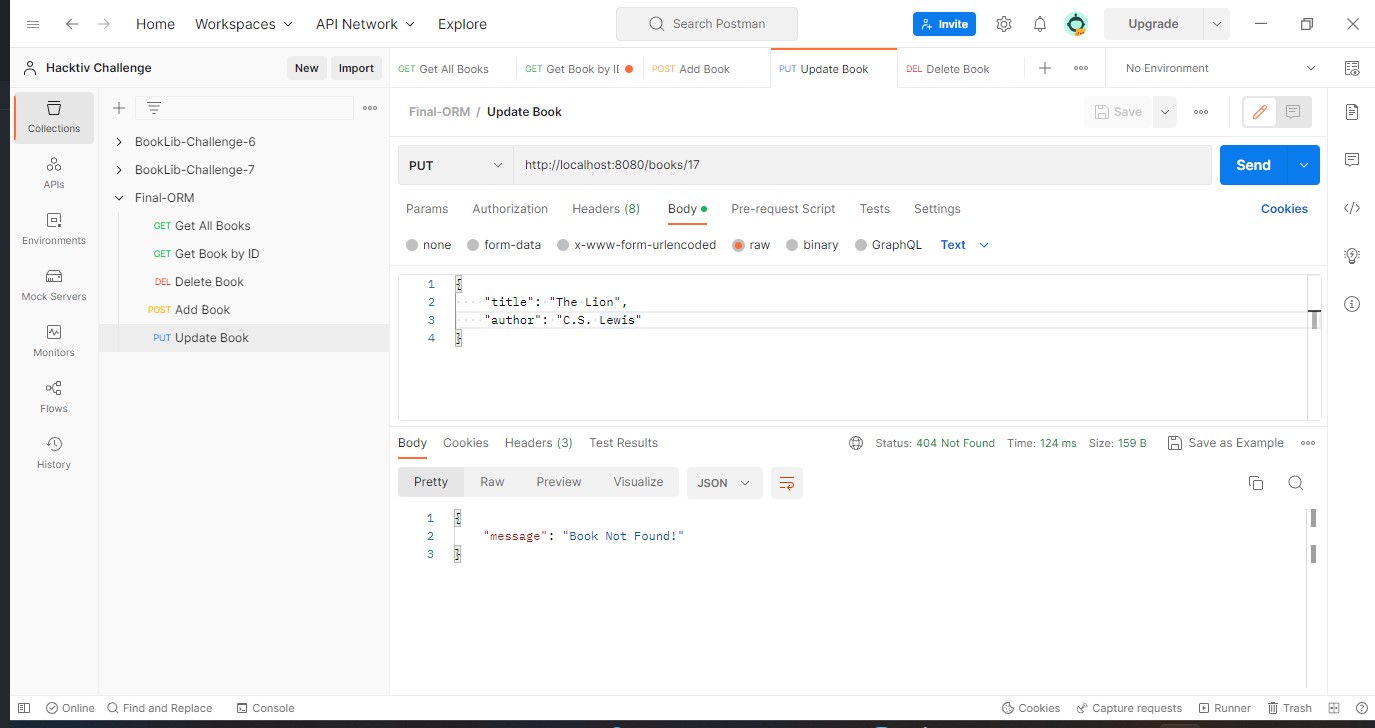 Home Workspaces API Network Explore Search Postman Invite Upgrade
Hacktiv Challenge New Import GET Get All Books GET Get Book by ID POST Add Book PUT Update Book DEL Delete Book No Environment
Final-ORM / Update Book Save
Collections
APIs
Environments
Mock Servers
Monitors
Flows
History
BookLib-Challenge-6
BookLib-Challenge-7
Final-ORM
GET Get All Books
GET Get Book by ID
DEL Delete Book
POST Add Book
PUT Update Book
PUT http://localhost:8080/books/17 Send
Params Authorization Headers (8) Body Pre-request Script Tests Settings Cookies
none form-data x-www-form-urlencoded raw binary GraphQL Text
1 {
2 "title": "The Lion",
3 "author": "C.S. Lewis"
4 }
Body Cookies Headers (3) Test Results Status: 404 Not Found Time: 124 ms Size: 159 B Save as Example
Pretty Raw Preview Visualize JSON
1 {
2 "message": "Book Not Found!"
3 }
Online Find and Replace Console Cookies Capture requests Runner Trash